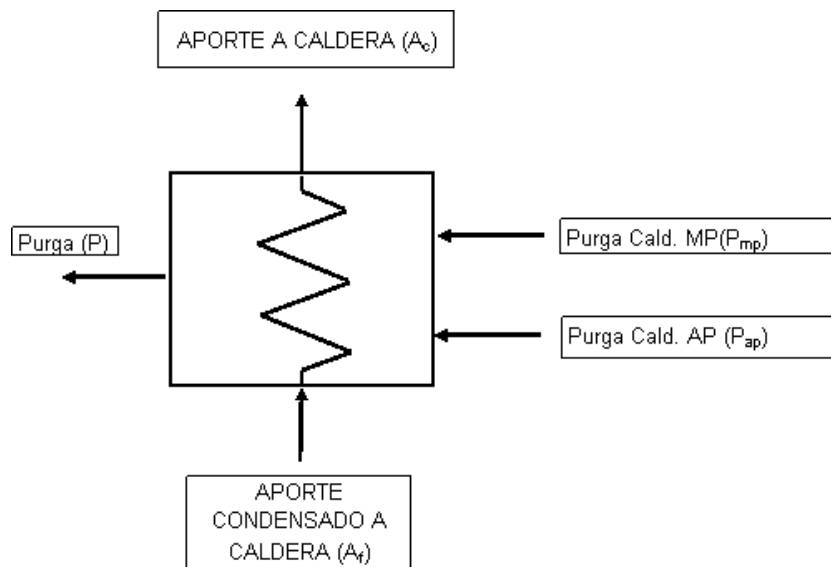 APORTE A CALDERA (Ac)
Purga (P)
Purga Cald. MP(Pmp)
Purga Cald. AP (Pap)
APORTE
CONDENSADO A
CALDERA (Af)